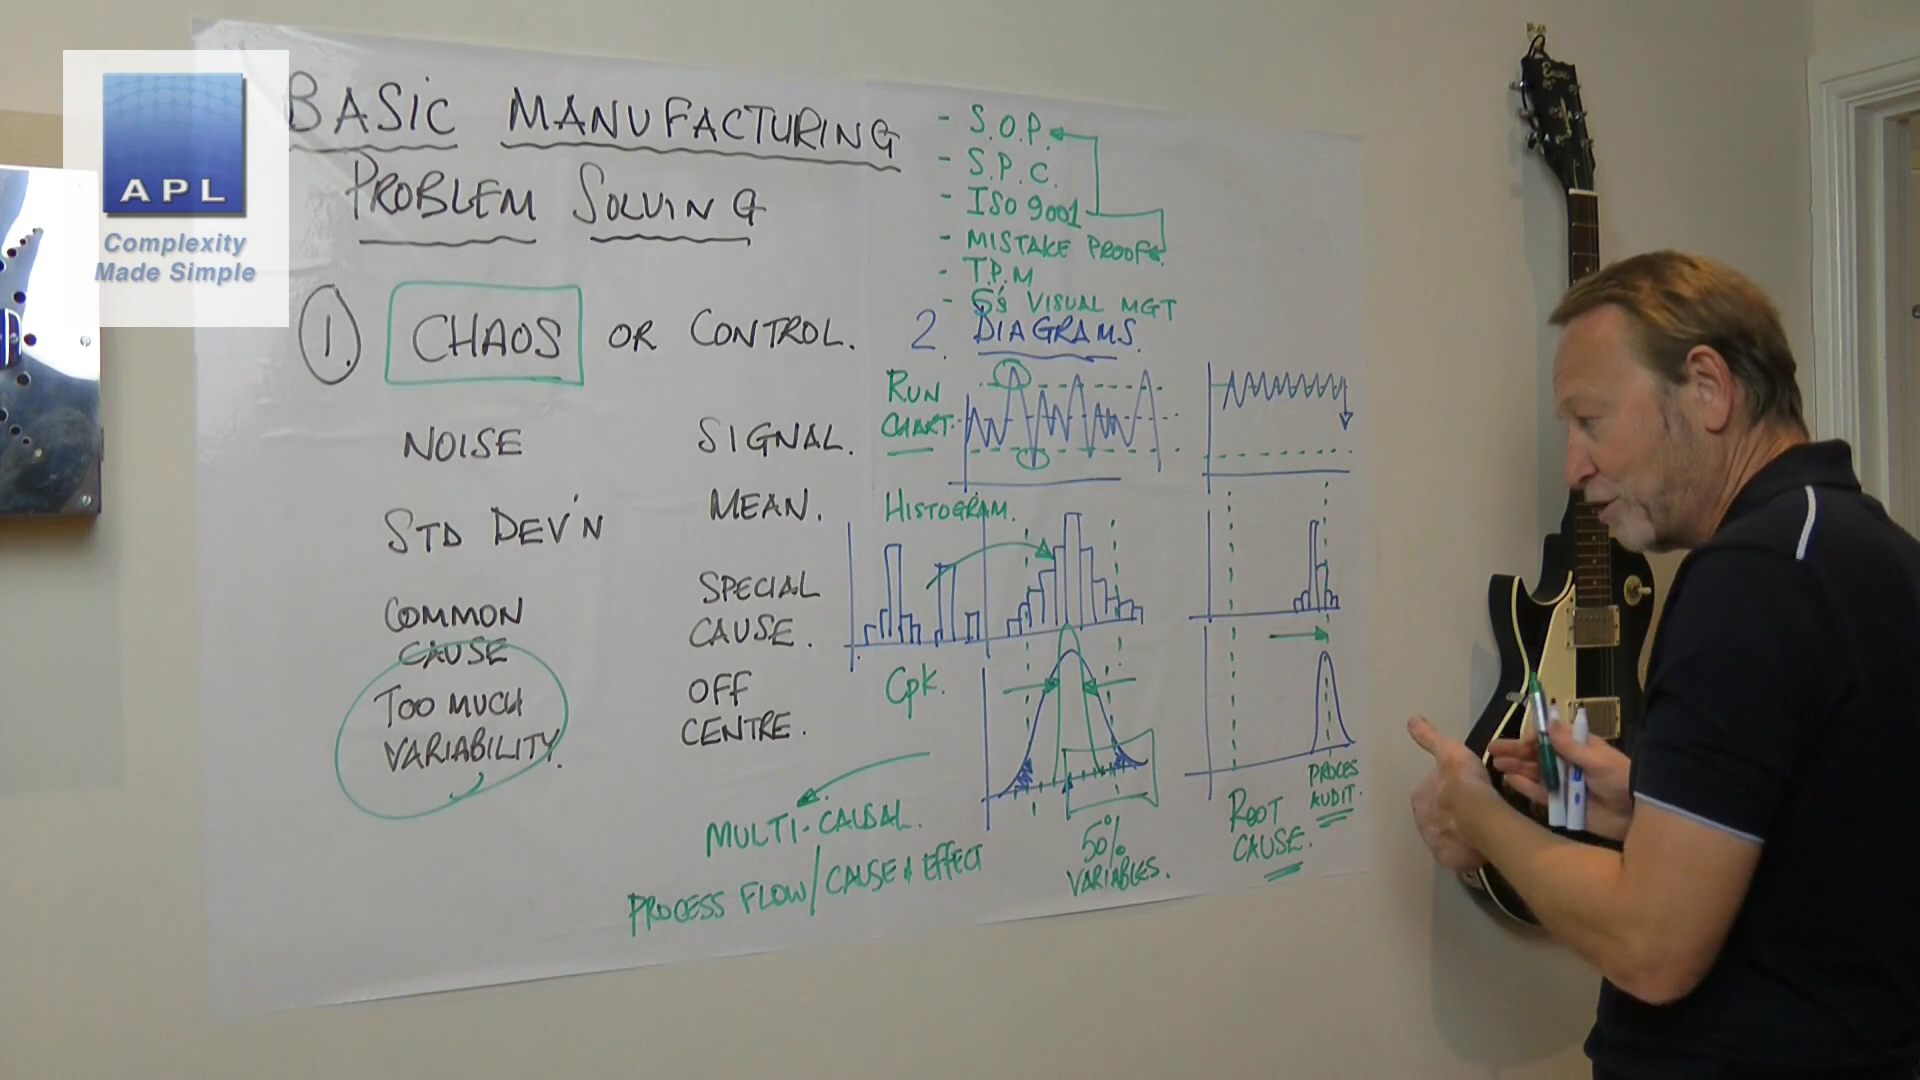 APL
Complexity
Made Simple
BASIC MANUFACTURING
PROBLEM SOLVING
- S.O.P.
- S.P.C.
- ISO 9001
- MISTAKE PROOF
- T.P.M
- 5's VISUAL MGT
1. CHAOS OR CONTROL.
NOISE
SIGNAL.
STD DEV'N
MEAN.
COMMON
CAUSE
SPECIAL
CAUSE.
TOO MUCH
VARIABILITY.
OFF
CENTRE.
2. DIAGRAMS.
RUN
CHART.
HISTOGRAM.
Cpk.
MULTI-CAUSAL.
PROCESS FLOW/CAUSE & EFFECT
50%
VARIABLES.
ROOT
CAUSE.
PROCES
AUDIT.